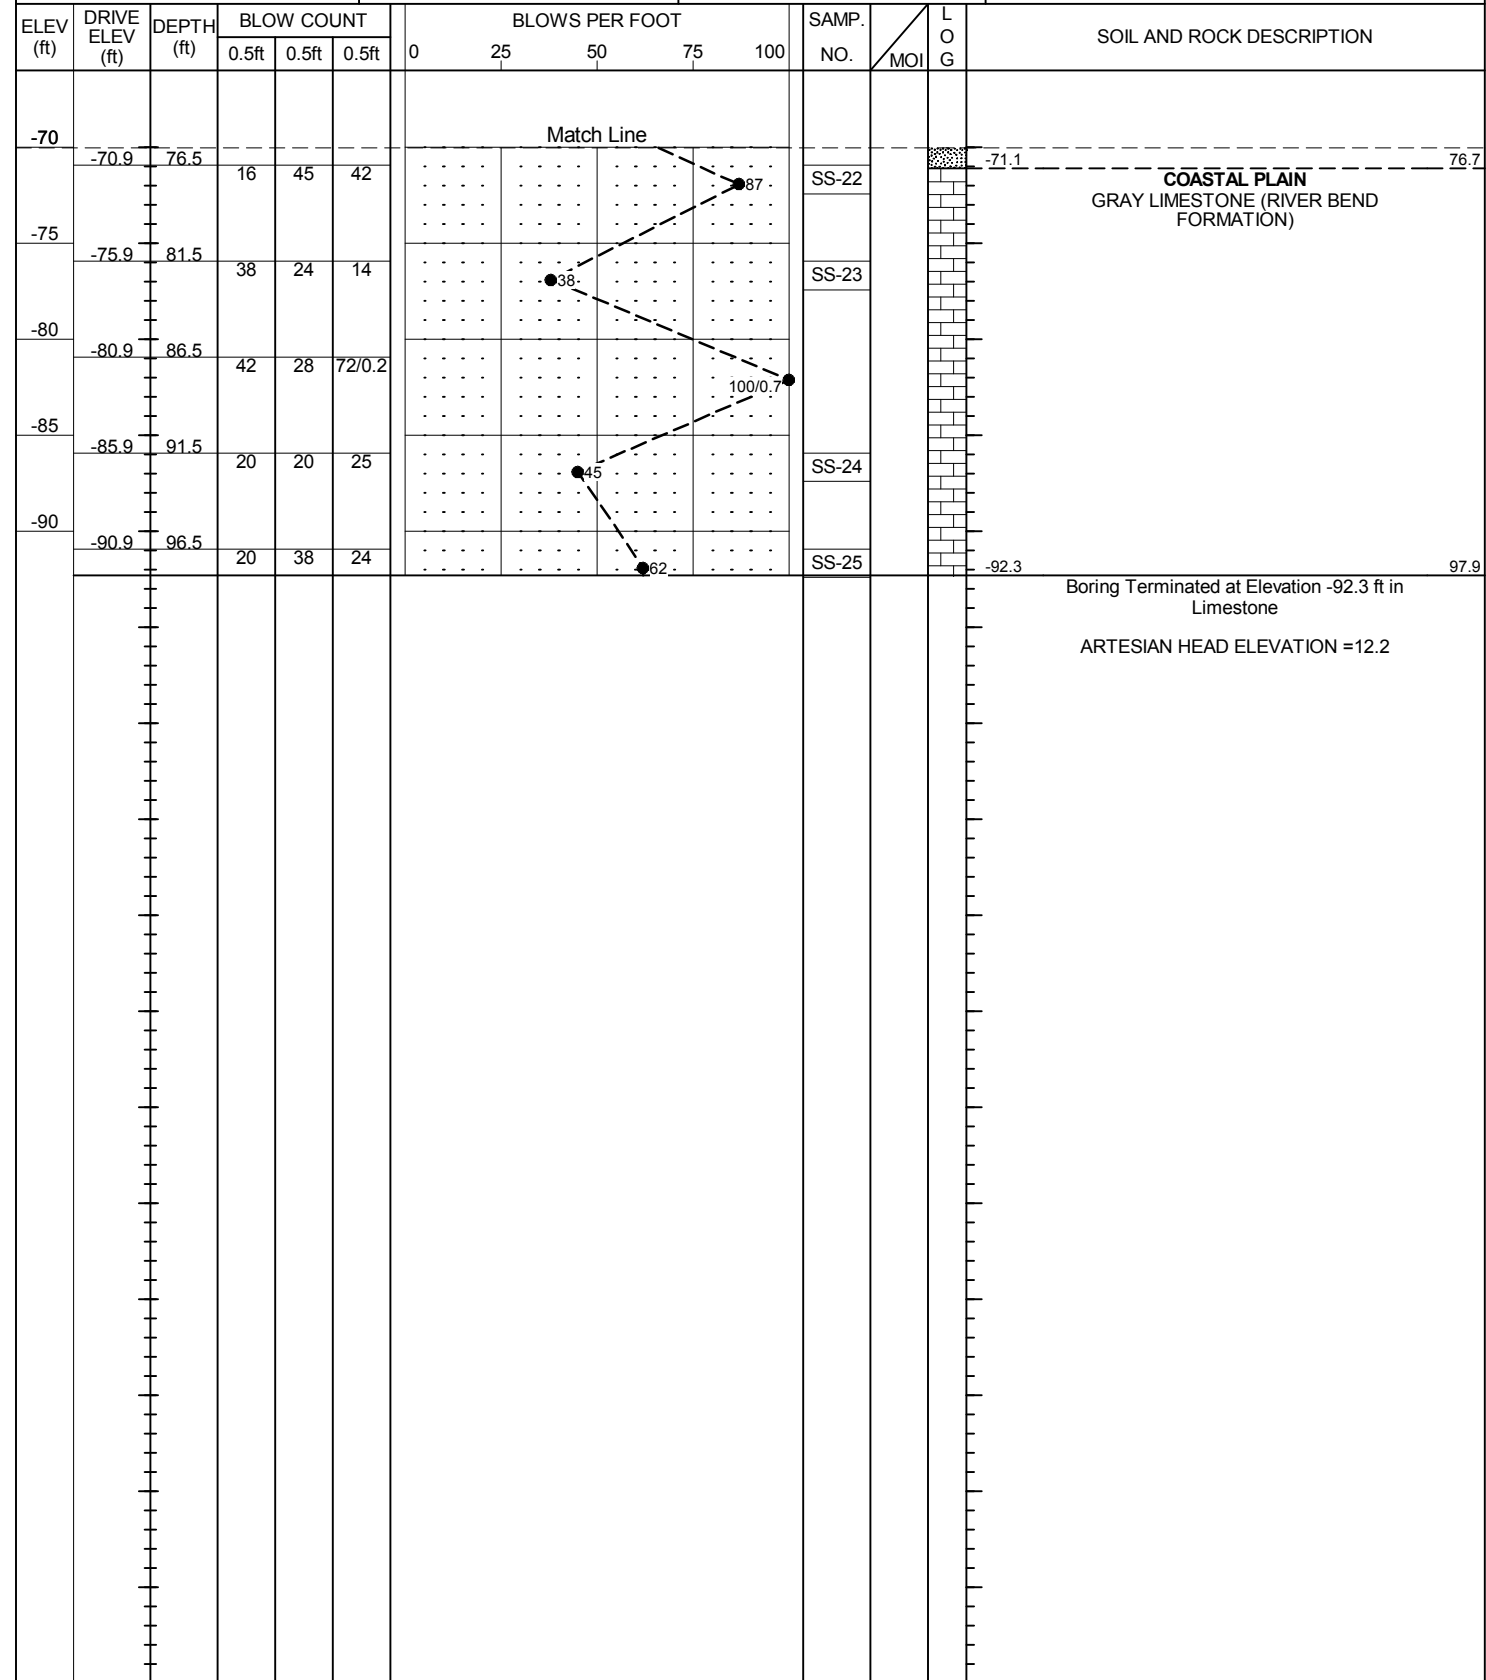 ELEV (ft) DRIVE ELEV (ft) DEPTH (ft) BLOW COUNT BLOWS PER FOOT SAMP. NO. MOI LOG SOIL AND ROCK DESCRIPTION
0.5ft 0.5ft 0.5ft 0 25 50 75 100
Match Line
-70
-70.9 76.5 -71.1 76.7
16 45 42 87 SS-22 COASTAL PLAIN
GRAY LIMESTONE (RIVER BEND
FORMATION)
-75
-75.9 81.5
38 24 14 38 SS-23
-80
-80.9 86.5
42 28 72/0.2
100/0.7
-85
-85.9 91.5
20 20 25 45 SS-24
-90
-90.9 96.5
20 38 24 62 SS-25 -92.3 97.9
Boring Terminated at Elevation -92.3 ft in
Limestone
ARTESIAN HEAD ELEVATION =12.2